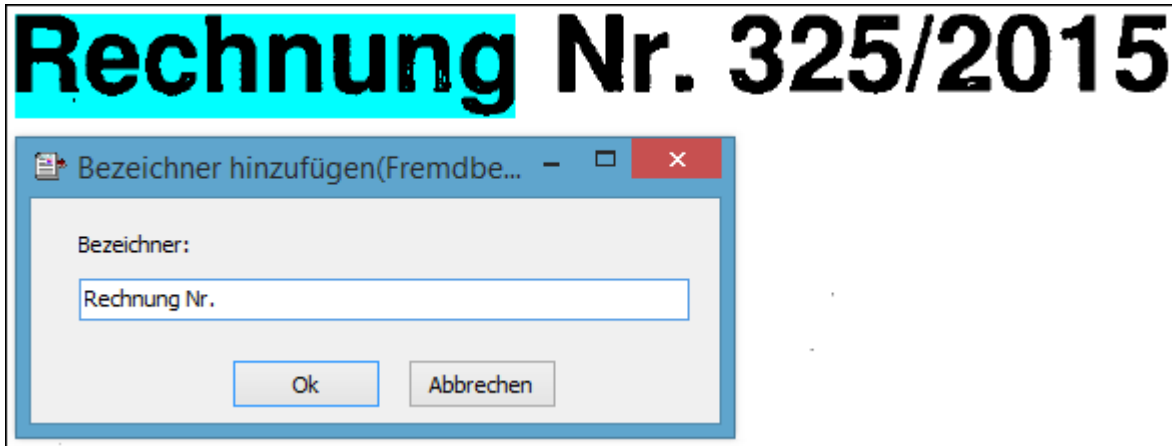 Rechnung Nr. 325/2015
Bezeichner hinzufügen(Fremdbe...
Bezeichner:
Rechnung Nr.
Ok Abbrechen